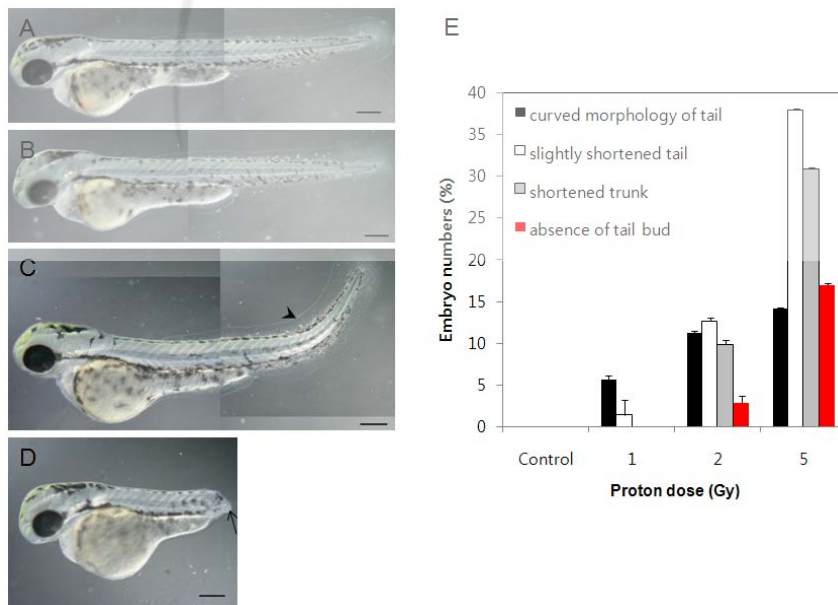 A
B
C
D
E
Embryo numbers (%)
40
35
30
25
20
15
10
5
0
curved morphology of tail
slightly shortened tail
shortened trunk
absence of tail bud
Control 1 2 5
Proton dose (Gy)